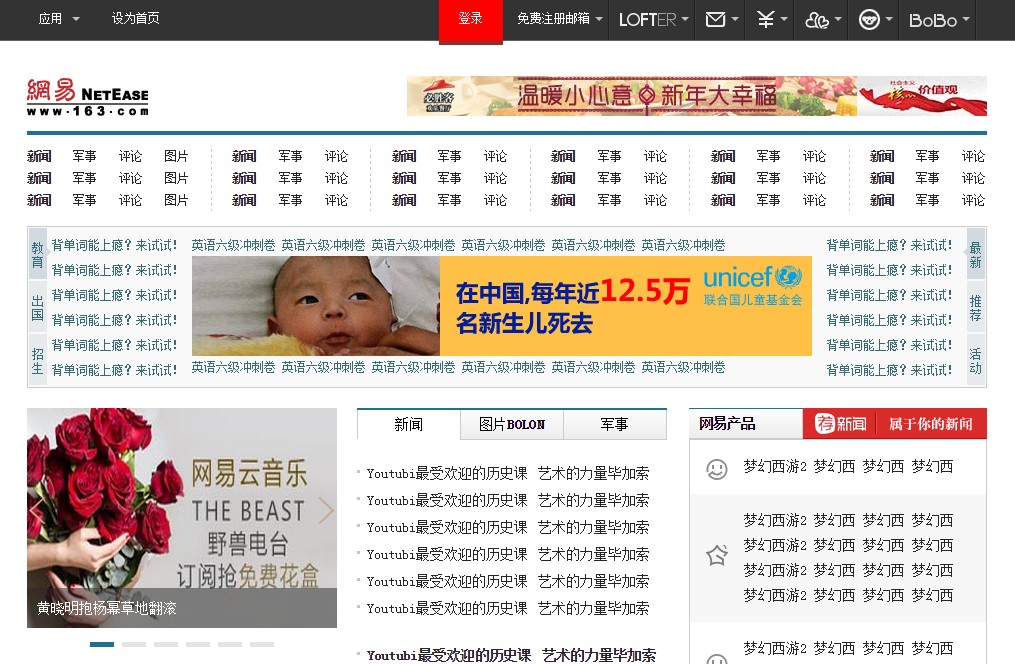 应用 设为首页 登录 免费注册邮箱 LOFTER BoBo
網易 NETEASE
www.163.com
必胜客 欢乐餐厅 温暖小心意 新年大幸福 社会主义 核心 价值观
新闻 军事 评论 图片 新闻 军事 评论 新闻 军事 评论 新闻 军事 评论 新闻 军事 评论 新闻 军事 评论
新闻 军事 评论 图片 新闻 军事 评论 新闻 军事 评论 新闻 军事 评论 新闻 军事 评论 新闻 军事 评论
新闻 军事 评论 图片 新闻 军事 评论 新闻 军事 评论 新闻 军事 评论 新闻 军事 评论 新闻 军事 评论
教育
出国
招生
背单词能上瘾？来试试！
背单词能上瘾？来试试！
背单词能上瘾？来试试！
背单词能上瘾？来试试！
背单词能上瘾？来试试！
背单词能上瘾？来试试！
英语六级冲刺卷 英语六级冲刺卷 英语六级冲刺卷 英语六级冲刺卷 英语六级冲刺卷 英语六级冲刺卷
在中国,每年近12.5万
名新生儿死去
unicef
联合国儿童基金会
英语六级冲刺卷 英语六级冲刺卷 英语六级冲刺卷 英语六级冲刺卷 英语六级冲刺卷 英语六级冲刺卷
背单词能上瘾？来试试！
背单词能上瘾？来试试！
背单词能上瘾？来试试！
背单词能上瘾？来试试！
背单词能上瘾？来试试！
背单词能上瘾？来试试！
最新
推荐
活动
网易云音乐
THE BEAST
野兽电台
订阅抢免费花盒
黄晓明抱杨幂草地翻滚
新闻 图片BOLON 军事
Youtubi最受欢迎的历史课 艺术的力量毕加索
Youtubi最受欢迎的历史课 艺术的力量毕加索
Youtubi最受欢迎的历史课 艺术的力量毕加索
Youtubi最受欢迎的历史课 艺术的力量毕加索
Youtubi最受欢迎的历史课 艺术的力量毕加索
Youtubi最受欢迎的历史课 艺术的力量毕加索
Youtubi最受欢迎的历史课 艺术的力量毕加索
网易产品 荐新闻 属于你的新闻
梦幻西游2 梦幻西 梦幻西 梦幻西
梦幻西游2 梦幻西 梦幻西 梦幻西
梦幻西游2 梦幻西 梦幻西 梦幻西
梦幻西游2 梦幻西 梦幻西 梦幻西
梦幻西游2 梦幻西 梦幻西 梦幻西
梦幻西游2 梦幻西 梦幻西 梦幻西